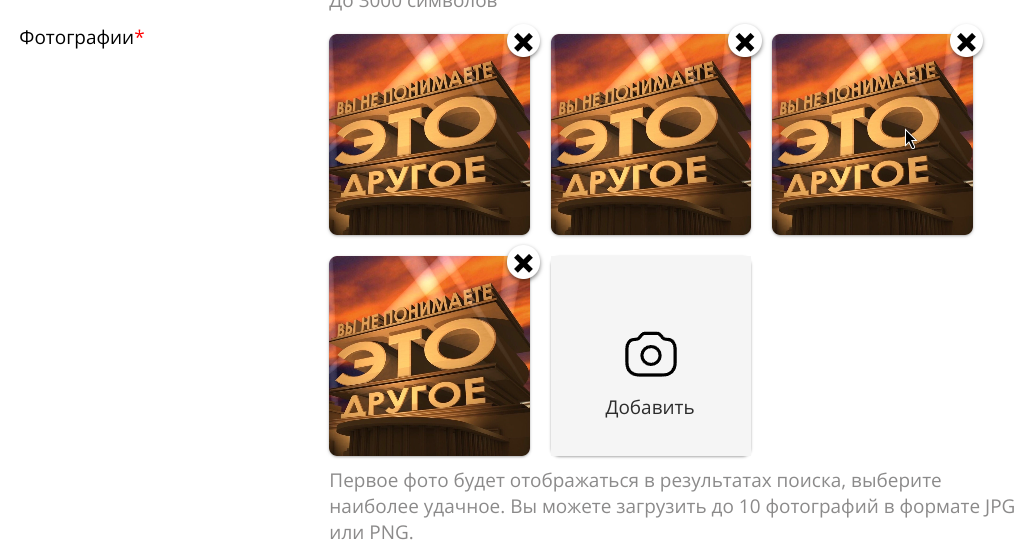 До 3000 символов
Фотографии*
ВЫ НЕ ПОНИМАЕТЕ
ЭТО
ДРУГОЕ
ВЫ НЕ ПОНИМАЕТЕ
ЭТО
ДРУГОЕ
ВЫ НЕ ПОНИМАЕТЕ
ЭТО
ДРУГОЕ
ВЫ НЕ ПОНИМАЕТЕ
ЭТО
ДРУГОЕ
Добавить
Первое фото будет отображаться в результатах поиска, выберите
наиболее удачное. Вы можете загрузить до 10 фотографий в формате JPG
или PNG.